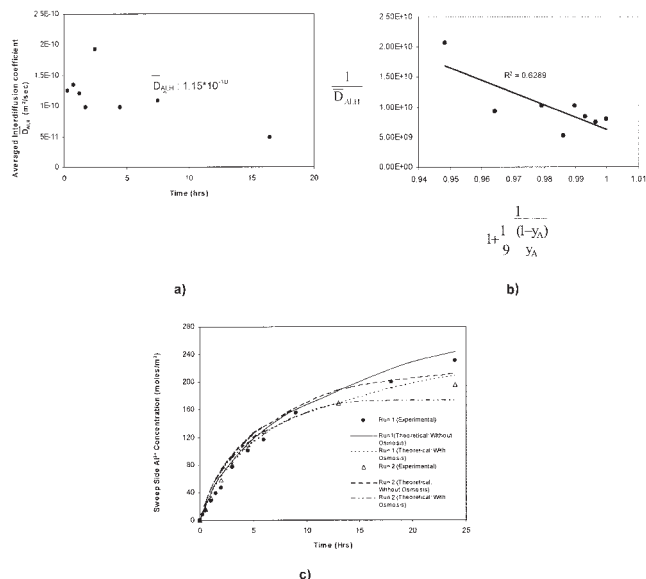 2.5E-10
2E-10
1.5E-10
1E-10
5E-11
0
0 5 10 15 20
Time (hrs)
Averaged Interdiffusion coefficient
D̅ALH (m²/sec)
D̅ALH : 1.15*10⁻¹⁰
a)
2.50E+10
2.00E+10
1.50E+10
1.00E+10
5.00E+09
0.00E+00
0.94 0.95 0.96 0.97 0.98 0.99 1 1.01
R² = 0.6289
1
D̅ALH
1
1+ 1 (1−yA)
9 yA
b)
280
240
200
160
120
80
40
0
0 5 10 15 20 25
Time (Hrs)
Sweep Side Al³⁺ Concentration (moles/m³)
Run 1 (Experimental)
Run 1(Theoretical: Without
Osmosis)
Run 1 (Theoretical: With
Osmosis)
Run 2 (Experimental)
Run 2 (Theoretical:
Without Osmosis)
Run 2 (Theoretical: With
Osmosis)
c)